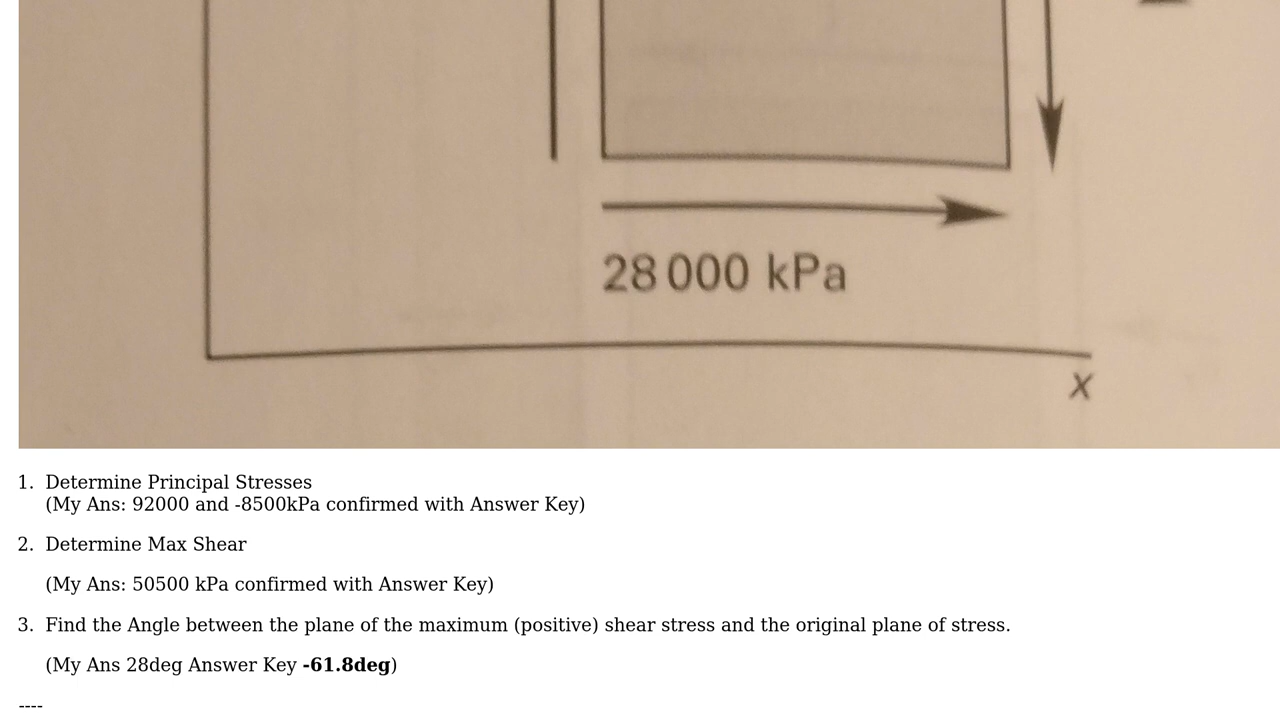 28 000 kPa
x
1. Determine Principal Stresses
(My Ans: 92000 and -8500kPa confirmed with Answer Key)
2. Determine Max Shear
(My Ans: 50500 kPa confirmed with Answer Key)
3. Find the Angle between the plane of the maximum (positive) shear stress and the original plane of stress.
(My Ans 28deg Answer Key -61.8deg)
----